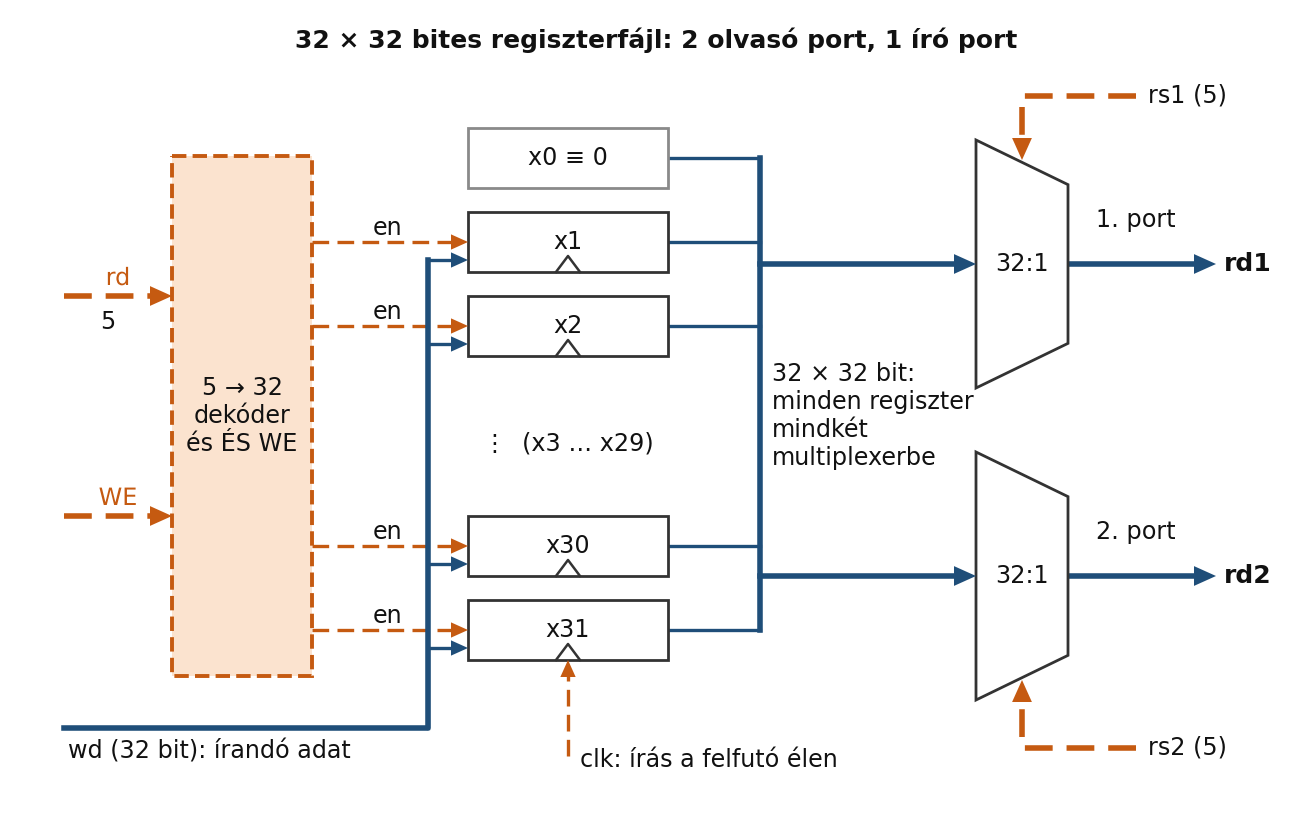 32 × 32 bites regiszterfájl: 2 olvasó port, 1 író port
rs1 (5)
x0 ≡ 0
1. port
en
x1
32:1
rd1
rd
5
en
x2
5 → 32
dekóder
és ÉS WE
32 × 32 bit:
minden regiszter
mindkét
multiplexerbe
⋮ (x3 ... x29)
WE
en
x30
2. port
32:1
rd2
en
x31
wd (32 bit): írandó adat
clk: írás a felfutó élen
rs2 (5)